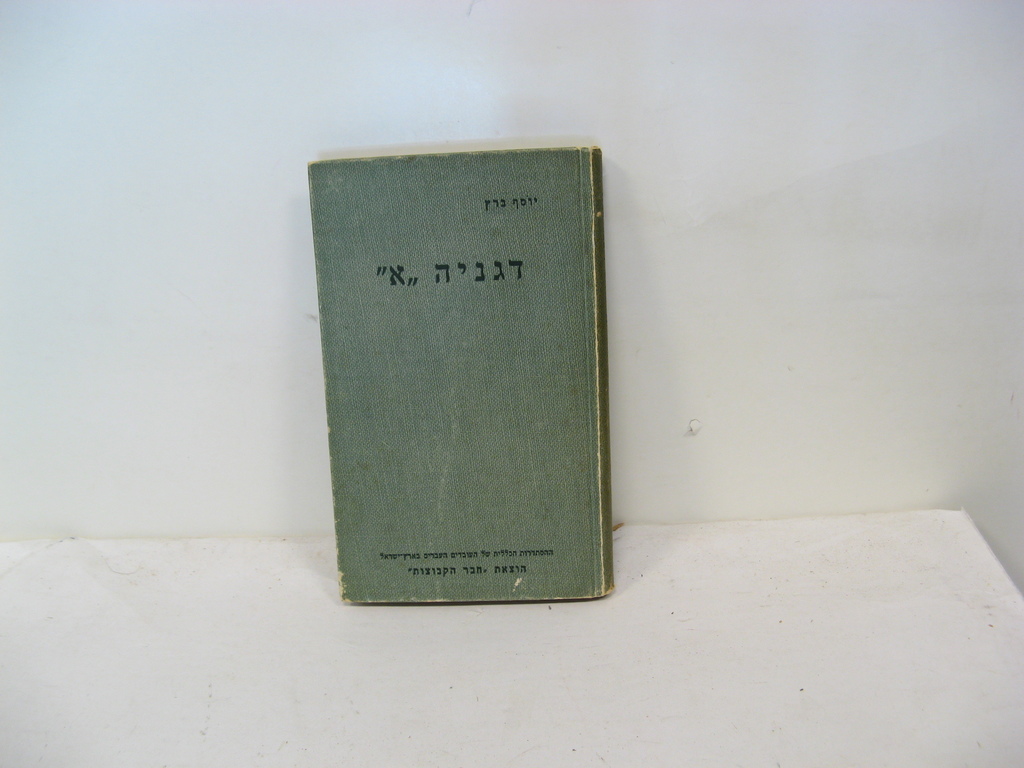 יוסף ברץ
דגניה „א”
ההסתדרות הכללית של העובדים העברים בארץ־ישראל
הוצאת „חבר הקבוצות”